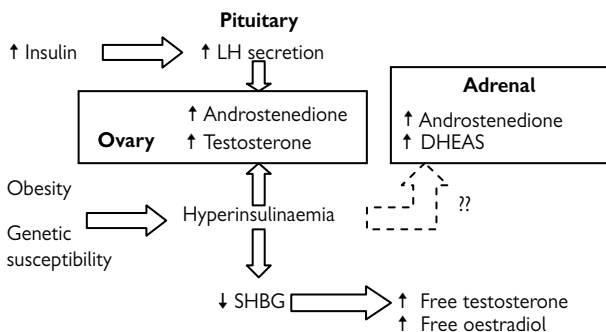 Pituitary
↑ Insulin
↑ LH secretion
Adrenal
↑ Androstenedione
↑ DHEAS
↑ Androstenedione
Ovary ↑ Testosterone
Obesity
Genetic
susceptibility
Hyperinsulinaemia
??
↓ SHBG
↑ Free testosterone
↑ Free oestradiol